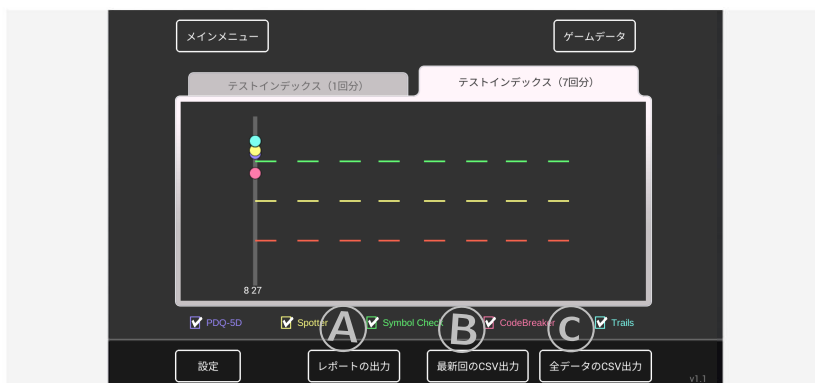 メインメニュー
ゲームデータ
テストインデックス（1回分）
テストインデックス（7回分）
8 27
PDQ-5D
Spotter
Symbol Check
CodeBreaker
Trails
A
B
C
設定
レポートの出力
最新回のCSV出力
全データのCSV出力
v1.1